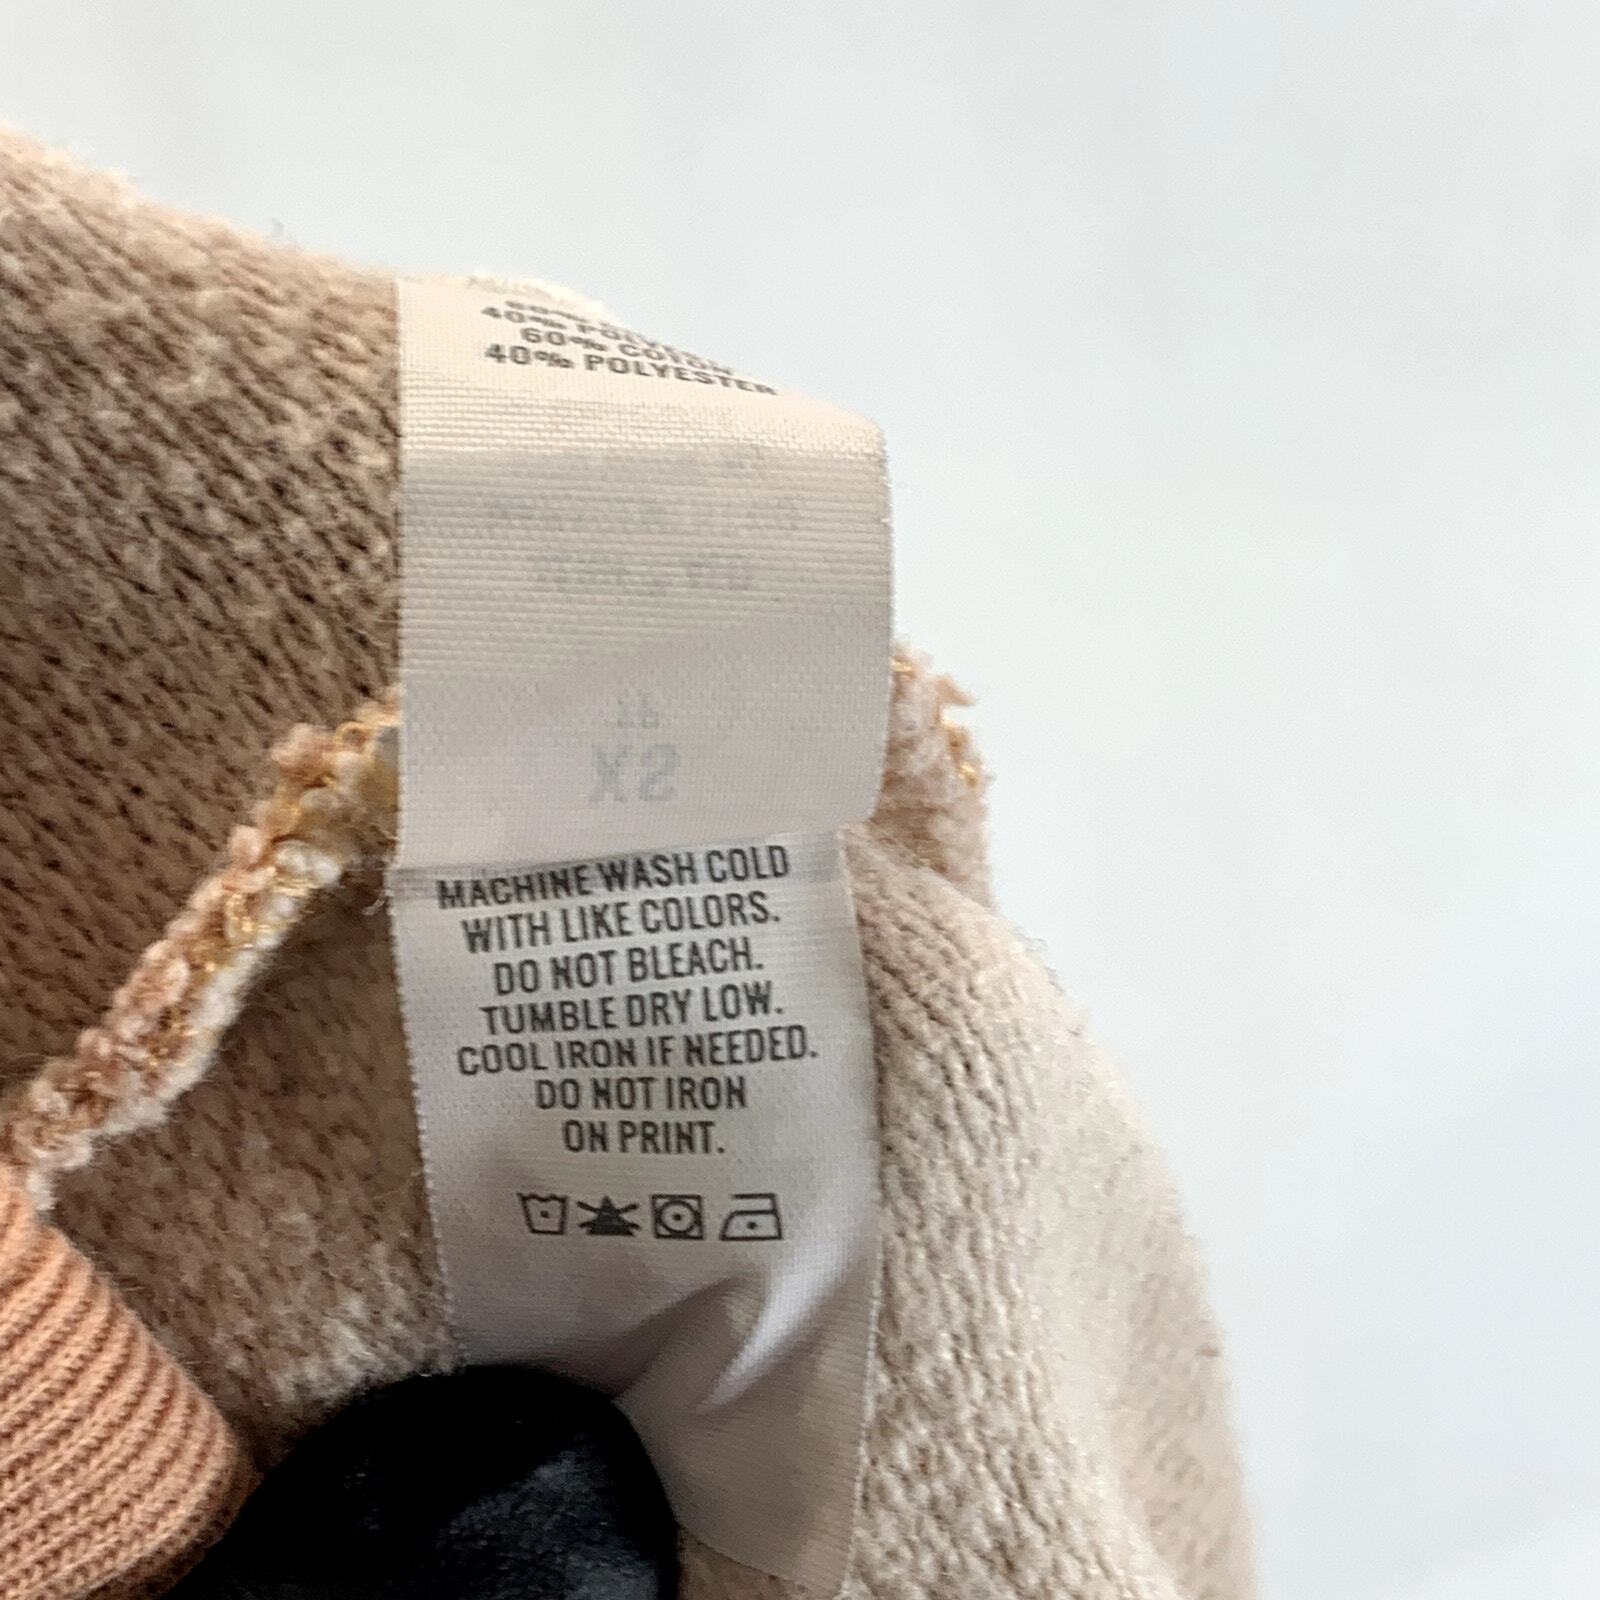 40% POLYESTER
60% COTON
40% POLYESTER
XS
MACHINE WASH COLD
WITH LIKE COLORS.
DO NOT BLEACH.
TUMBLE DRY LOW.
COOL IRON IF NEEDED.
DO NOT IRON
ON PRINT.